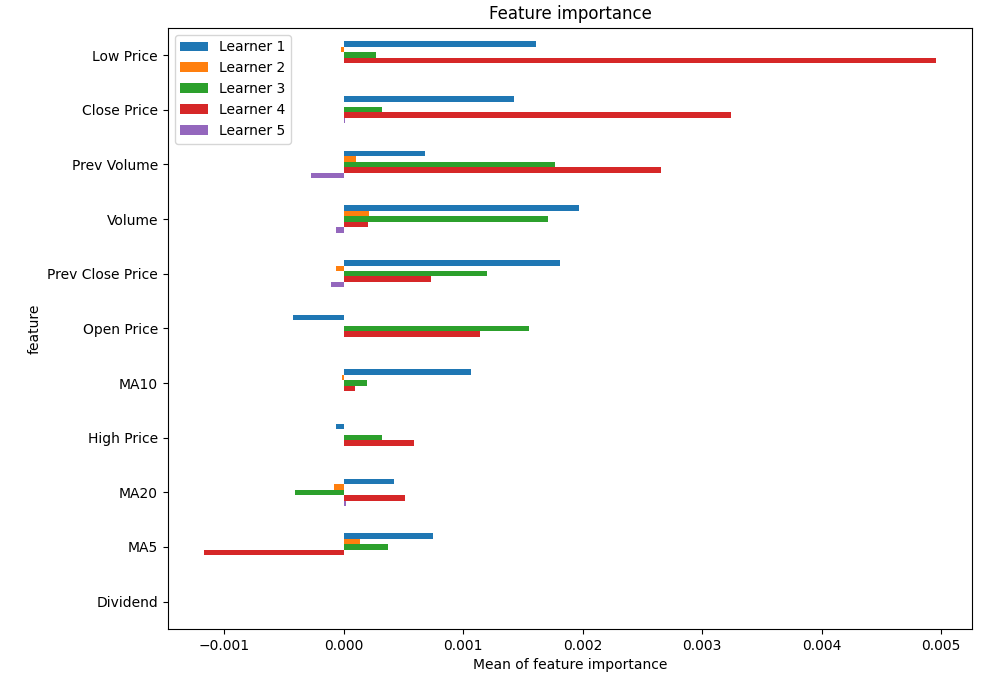 Feature importance
Learner 1
Learner 2
Learner 3
Learner 4
Learner 5
Low Price
Close Price
Prev Volume
Volume
Prev Close Price
Open Price
MA10
High Price
MA20
MA5
Dividend
feature
−0.001 0.000 0.001 0.002 0.003 0.004 0.005
Mean of feature importance